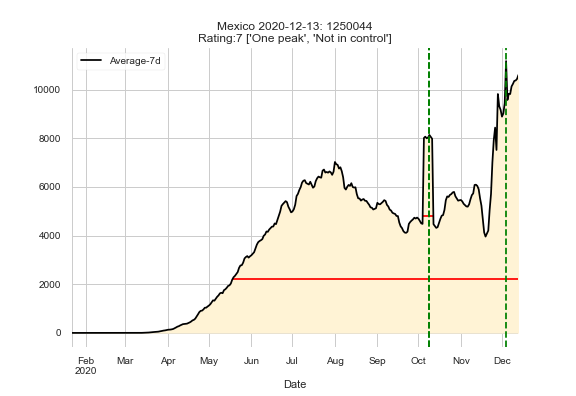 Mexico 2020-12-13: 1250044
Rating:7 ['One peak', 'Not in control']
Average-7d
10000
8000
6000
4000
2000
0
Feb Mar Apr May Jun Jul Aug Sep Oct Nov Dec
2020
Date